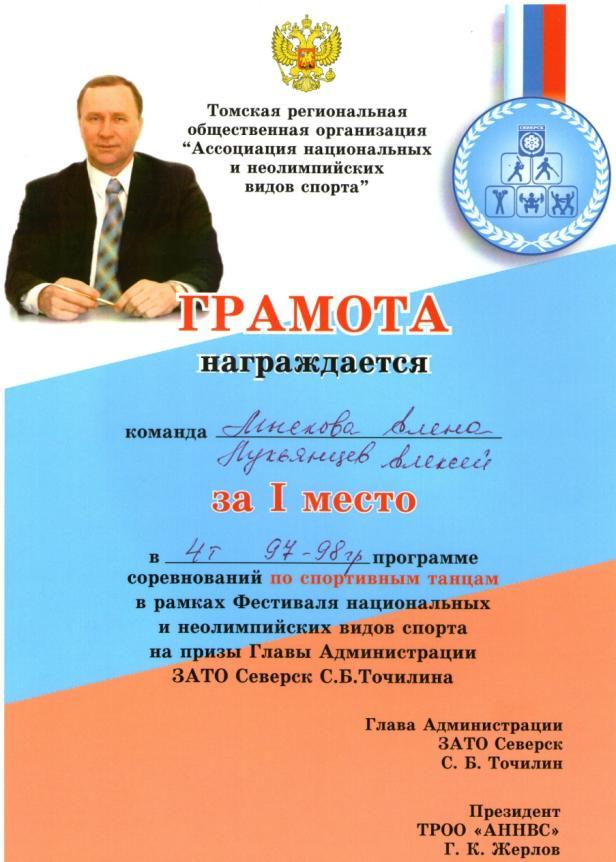 Томская региональная
общественная организация
“Ассоциация национальных
и неолимпийских
видов спорта”
СЕВЕРСК
ГРАМОТА
награждается
команда Лыскова Алена
Лукьянцев Алексей
за I место
в 4т 97-98гр программе
соревнований по спортивным танцам
в рамках Фестиваля национальных
и неолимпийских видов спорта
на призы Главы Администрации
ЗАТО Северск С.Б.Точилина
Глава Администрации
ЗАТО Северск
С. Б. Точилин
Президент
ТРОО «АННВС»
Г. К. Жерлов